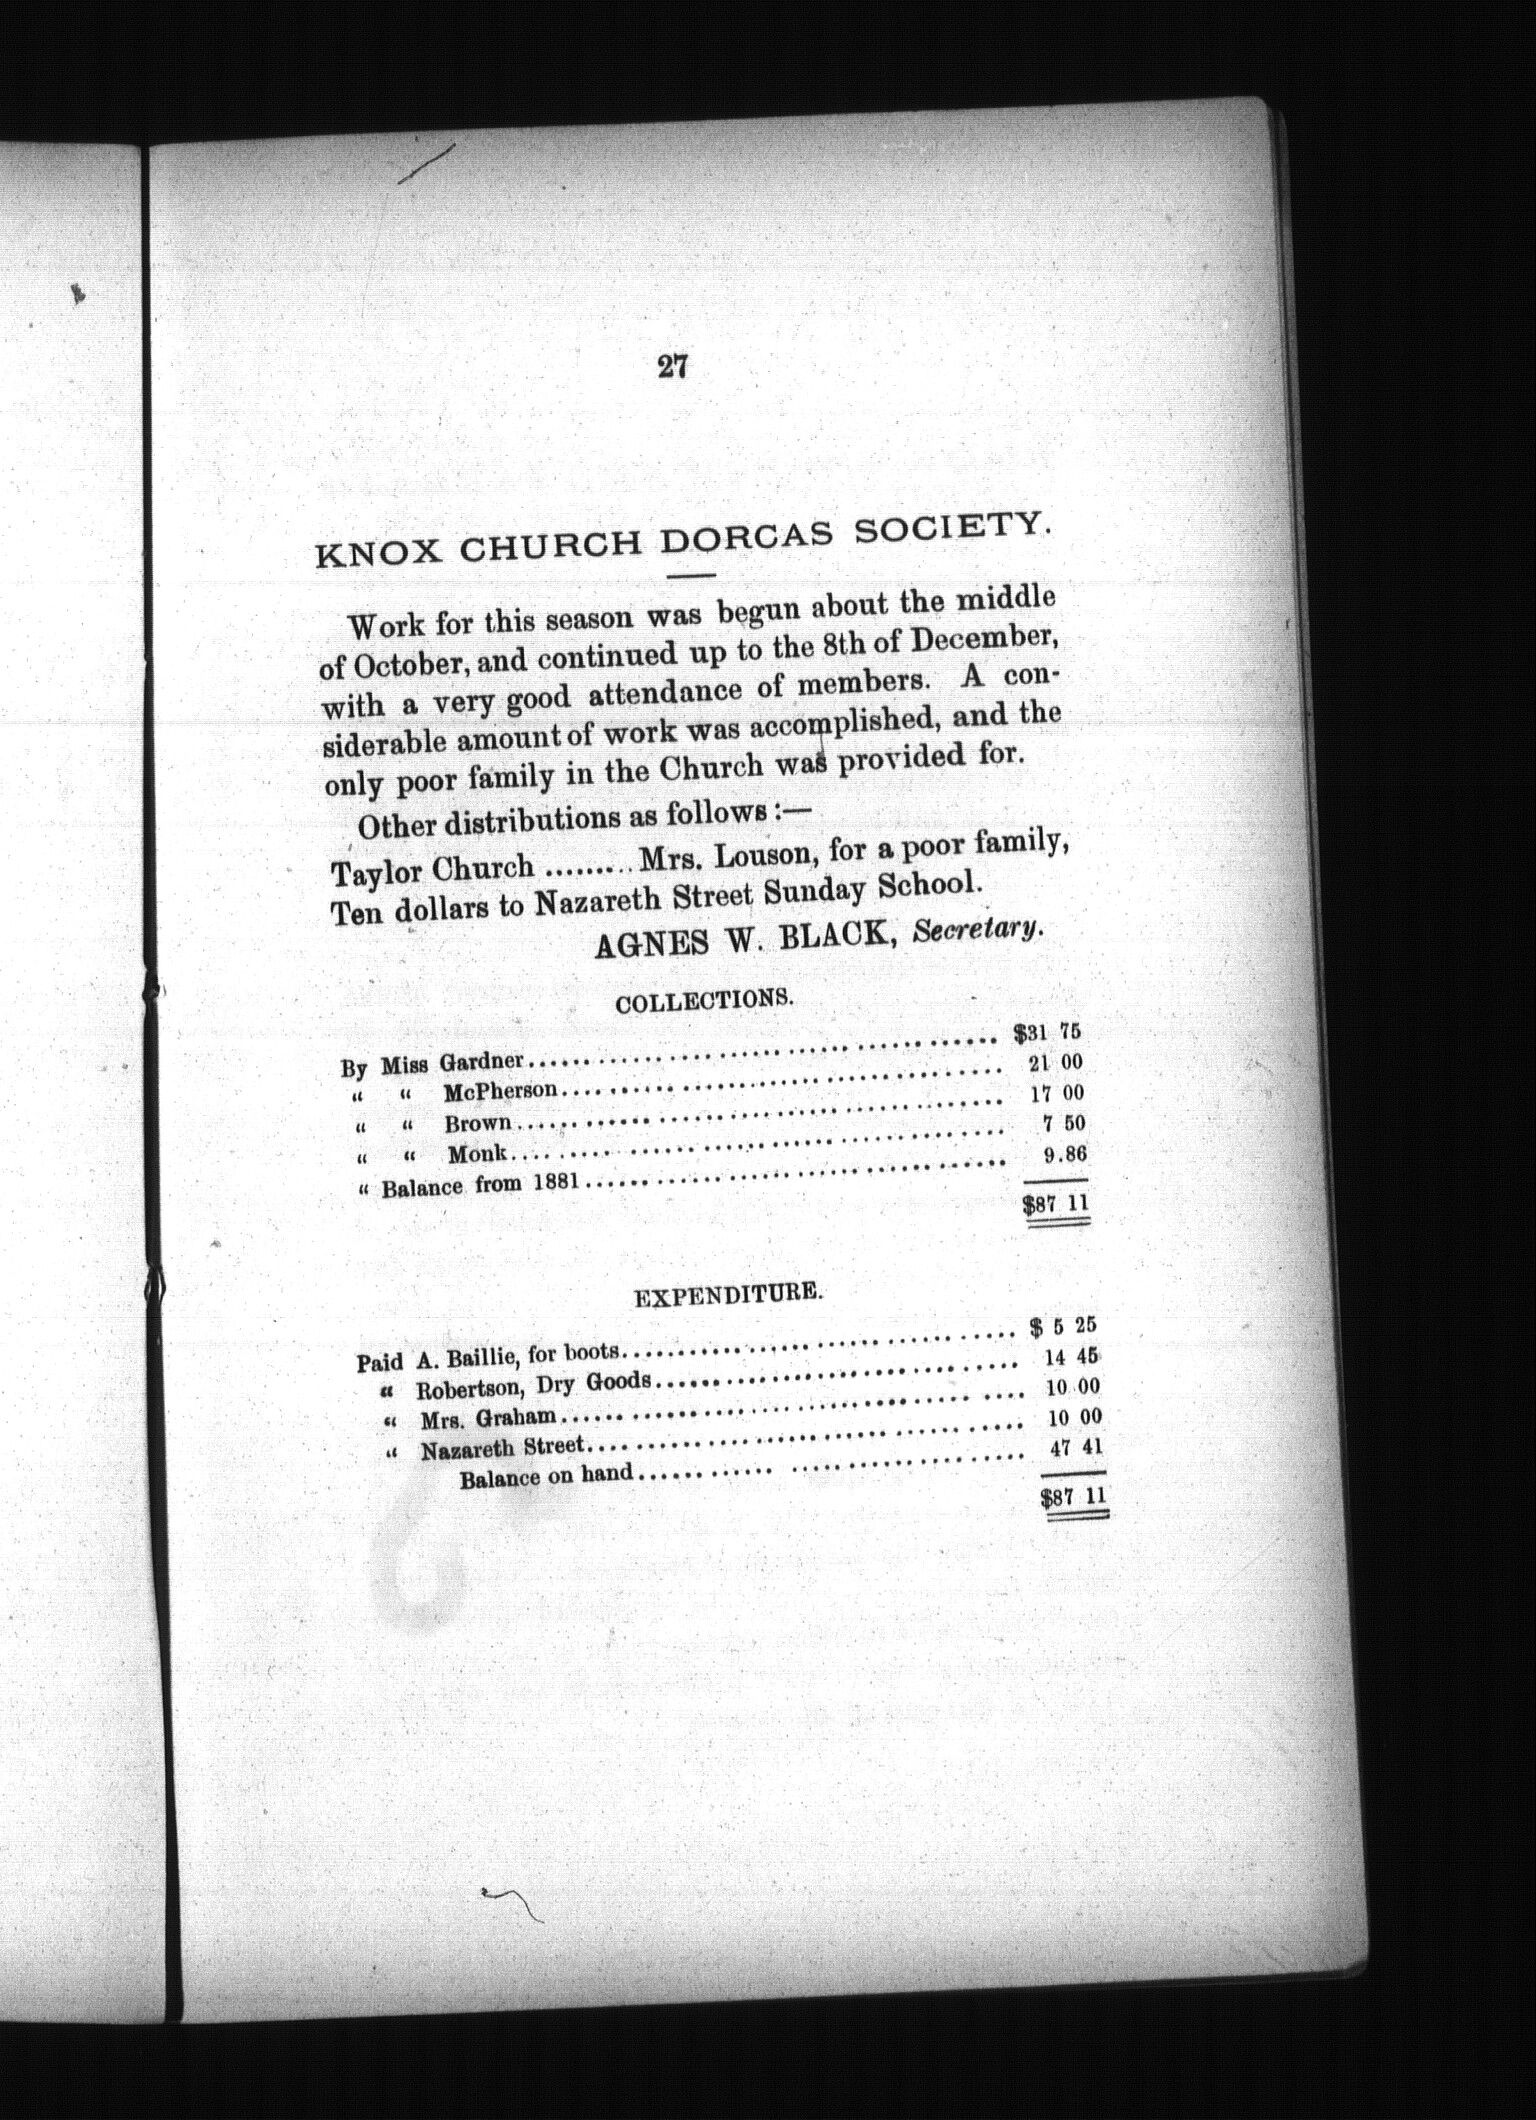 27
KNOX CHURCH DORCAS SOCIETY.
Work for this season was begun about the middle
of October, and continued up to the 8th of December,
with a very good attendance of members. A con-
siderable amount of work was accomplished, and the
only poor family in the Church was provided for.
Other distributions as follows :—
Taylor Church ......... Mrs. Louson, for a poor family,
Ten dollars to Nazareth Street Sunday School.
AGNES W. BLACK, Secretary.
COLLECTIONS.
By Miss Gardner........................................ $31 75
“ “ McPherson........................................ 21 00
“ “ Brown........................................ 17 00
“ “ Monk........................................ 7 50
“ Balance from 1881........................................ 9.86
$87 11
EXPENDITURE.
Paid A. Baillie, for boots........................................ $ 5 25
“ Robertson, Dry Goods........................................ 14 45
“ Mrs. Graham........................................ 10 00
“ Nazareth Street........................................ 10 00
Balance on hand........................................ 47 41
$87 11